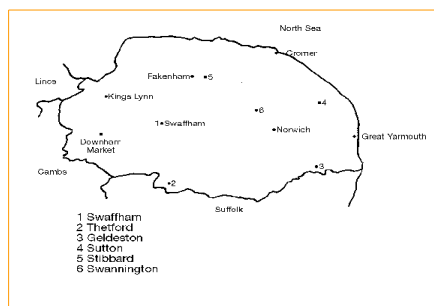 North Sea
Cromer
Lincs
Fakenham
5
Kings Lynn
4
6
1 Swaffham
Norwich
Great Yarmouth
Downham
Market
Cambs
3
2
Suffolk
1 Swaffham
2 Thetford
3 Geldeston
4 Sutton
5 Stibbard
6 Swannington